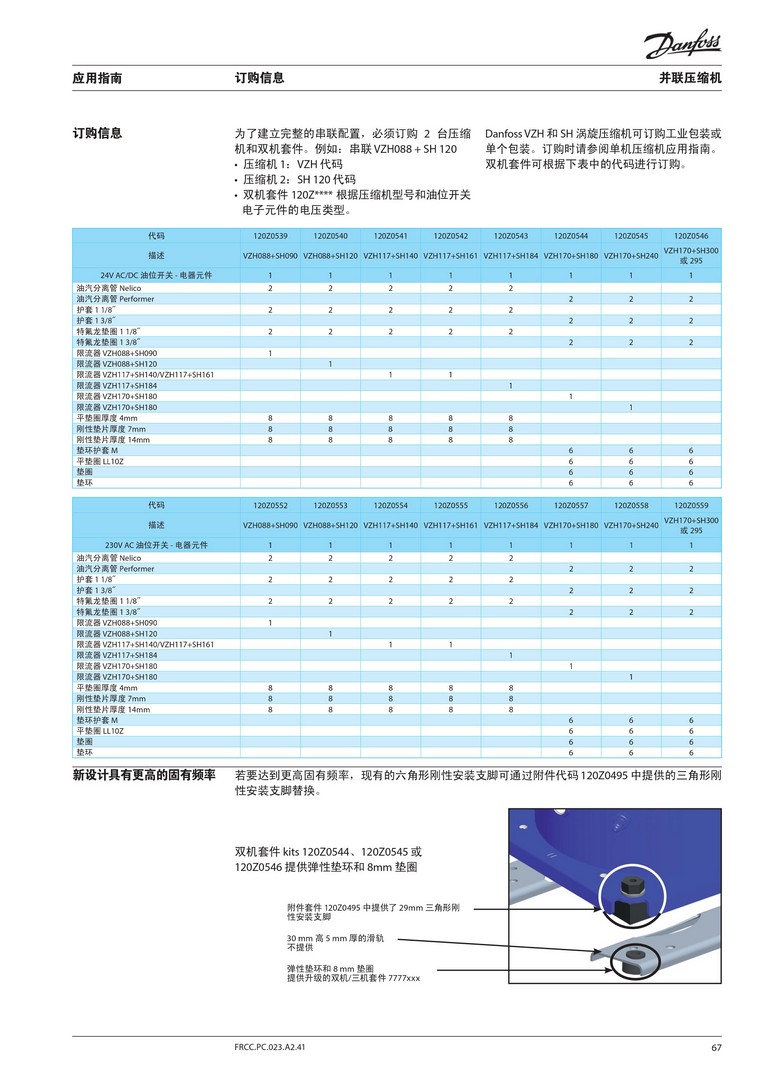 Danfoss
应用指南 订购信息 并联压缩机
订购信息
为了建立完整的串联配置，必须订购 2 台压缩
机和双机套件。例如：串联 VZH088 + SH 120
• 压缩机 1：VZH 代码
• 压缩机 2：SH 120 代码
• 双机套件 120Z**** 根据压缩机型号和油位开关
电子元件的电压类型。
Danfoss VZH 和 SH 涡旋压缩机可订购工业包装或
单个包装。订购时请参阅单机压缩机应用指南。
双机套件可根据下表中的代码进行订购。
代码 120Z0539 120Z0540 120Z0541 120Z0542 120Z0543 120Z0544 120Z0545 120Z0546
描述 VZH088+SH090 VZH088+SH120 VZH117+SH140 VZH117+SH161 VZH117+SH184 VZH170+SH180 VZH170+SH240 VZH170+SH300
或 295
24V AC/DC 油位开关 - 电器元件 1 1 1 1 1 1 1 1
油汽分离管 Nelico 2 2 2 2 2
油汽分离管 Performer 2 2 2
护套 1 1/8˝ 2 2 2 2 2
护套 1 3/8˝ 2 2 2
特氟龙垫圈 1 1/8˝ 2 2 2 2 2
特氟龙垫圈 1 3/8˝ 2 2 2
限流器 VZH088+SH090 1
限流器 VZH088+SH120 1
限流器 VZH117+SH140/VZH117+SH161 1 1
限流器 VZH117+SH184 1
限流器 VZH170+SH180 1
限流器 VZH170+SH180 1
平垫圈厚度 4mm 8 8 8 8 8
刚性垫片厚度 7mm 8 8 8 8 8
刚性垫片厚度 14mm 8 8 8 8 8
垫环护套 M 6 6 6
平垫圈 LL10Z 6 6 6
垫圈 6 6 6
垫环 6 6 6
代码 120Z0552 120Z0553 120Z0554 120Z0555 120Z0556 120Z0557 120Z0558 120Z0559
描述 VZH088+SH090 VZH088+SH120 VZH117+SH140 VZH117+SH161 VZH117+SH184 VZH170+SH180 VZH170+SH240 VZH170+SH300
或 295
230V AC 油位开关 - 电器元件 1 1 1 1 1 1 1 1
油汽分离管 Nelico 2 2 2 2 2
油汽分离管 Performer 2 2 2
护套 1 1/8˝ 2 2 2 2 2
护套 1 3/8˝ 2 2 2
特氟龙垫圈 1 1/8˝ 2 2 2 2 2
特氟龙垫圈 1 3/8˝ 2 2 2
限流器 VZH088+SH090 1
限流器 VZH088+SH120 1
限流器 VZH117+SH140/VZH117+SH161 1 1
限流器 VZH117+SH184 1
限流器 VZH170+SH180 1
限流器 VZH170+SH180 1
平垫圈厚度 4mm 8 8 8 8 8
刚性垫片厚度 7mm 8 8 8 8 8
刚性垫片厚度 14mm 8 8 8 8 8
垫环护套 M 6 6 6
平垫圈 LL10Z 6 6 6
垫圈 6 6 6
垫环 6 6 6
新设计具有更高的固有频率
若要达到更高固有频率，现有的六角形刚性安装支脚可通过附件代码 120Z0495 中提供的三角形刚
性安装支脚替换。
双机套件 kits 120Z0544、120Z0545 或
120Z0546 提供弹性垫环和 8mm 垫圈
附件套件 120Z0495 中提供了 29mm 三角形刚
性安装支脚
30 mm 高 5 mm 厚的滑轨
不提供
弹性垫环和 8 mm 垫圈
提供升级的双机/三机套件 7777xxx
FRCC.PC.023.A2.41 67